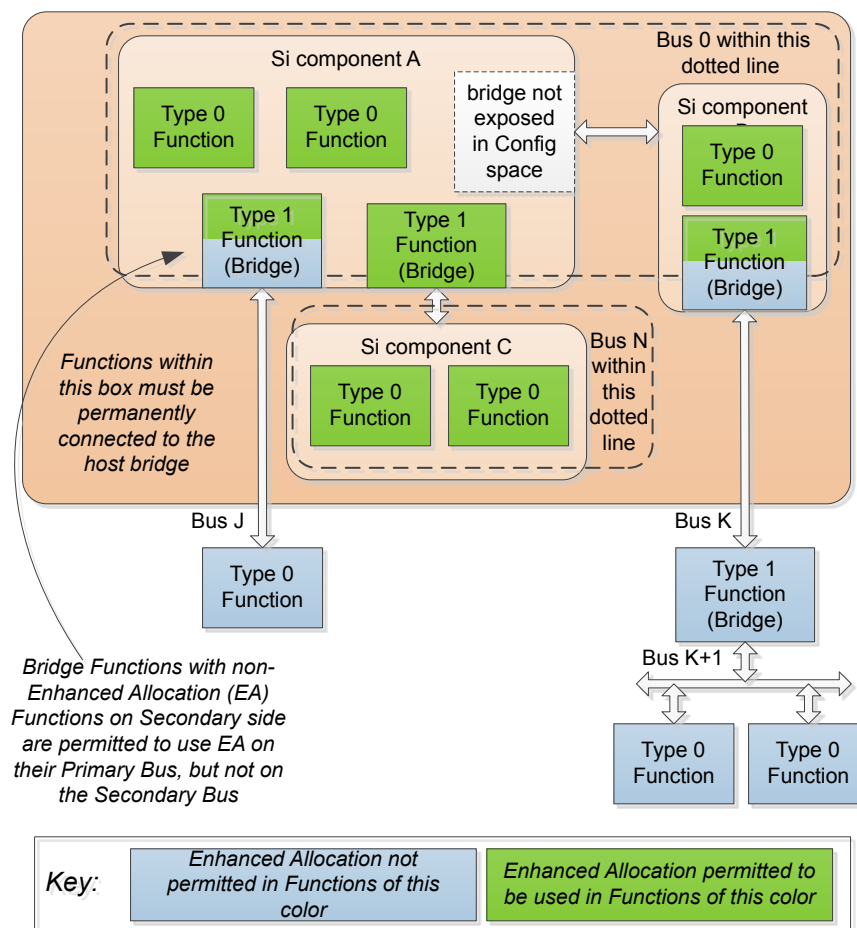 Bus 0 within this
dotted line
Si component A
bridge not
exposed
in Config
space
Si component
Type 0
Function
Type 0
Function
Type 0
Function
Type 1
Function
(Bridge)
Type 1
Function
(Bridge)
Type 1
Function
(Bridge)
Functions within
this box must be
permanently
connected to the
host bridge
Si component C
Type 0
Function
Type 0
Function
Bus N
within
this
dotted
line
Bus J
Bus K
Type 0
Function
Type 1
Function
(Bridge)
Bus K+1
Bridge Functions with non-
Enhanced Allocation (EA)
Functions on Secondary side
are permitted to use EA on
their Primary Bus, but not on
the Secondary Bus
Type 0
Function
Type 0
Function
Key:
Enhanced Allocation not
permitted in Functions of this
color
Enhanced Allocation permitted to
be used in Functions of this color